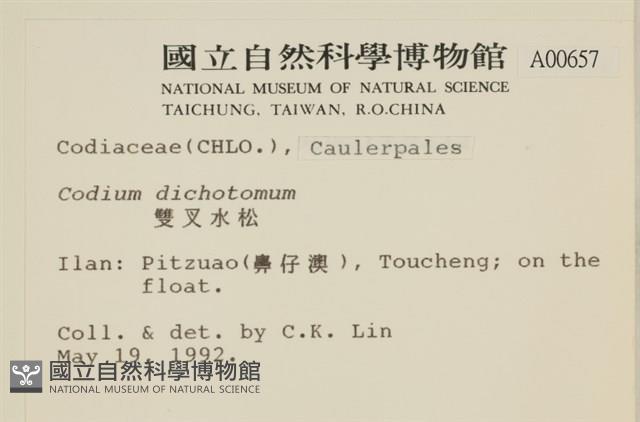 國立自然科學博物館 A00657
NATIONAL MUSEUM OF NATURAL SCIENCE
TAICHUNG, TAIWAN, R.O.CHINA
Codiaceae(CHLO.), Caulerpales
Codium dichotomum
雙叉水松
Ilan: Pitzuao(鼻仔澳), Toucheng; on the
float.
Coll. & det. by C.K. Lin
May 19, 1992.
國立自然科學博物館
NATIONAL MUSEUM OF NATURAL SCIENCE